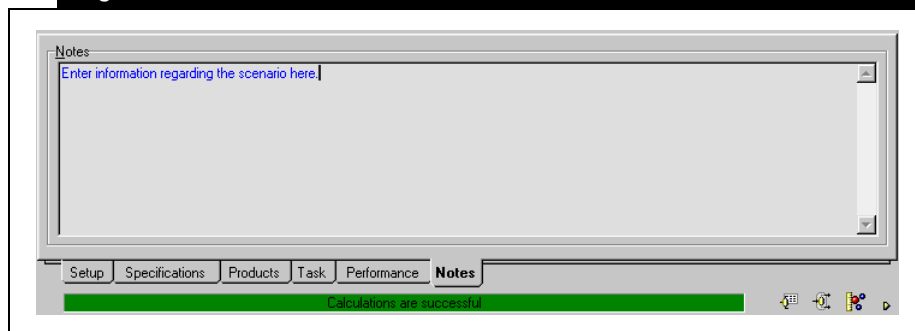 Notes
Enter information regarding the scenario here.
Setup Specifications Products Task Performance Notes
Calculations are successful